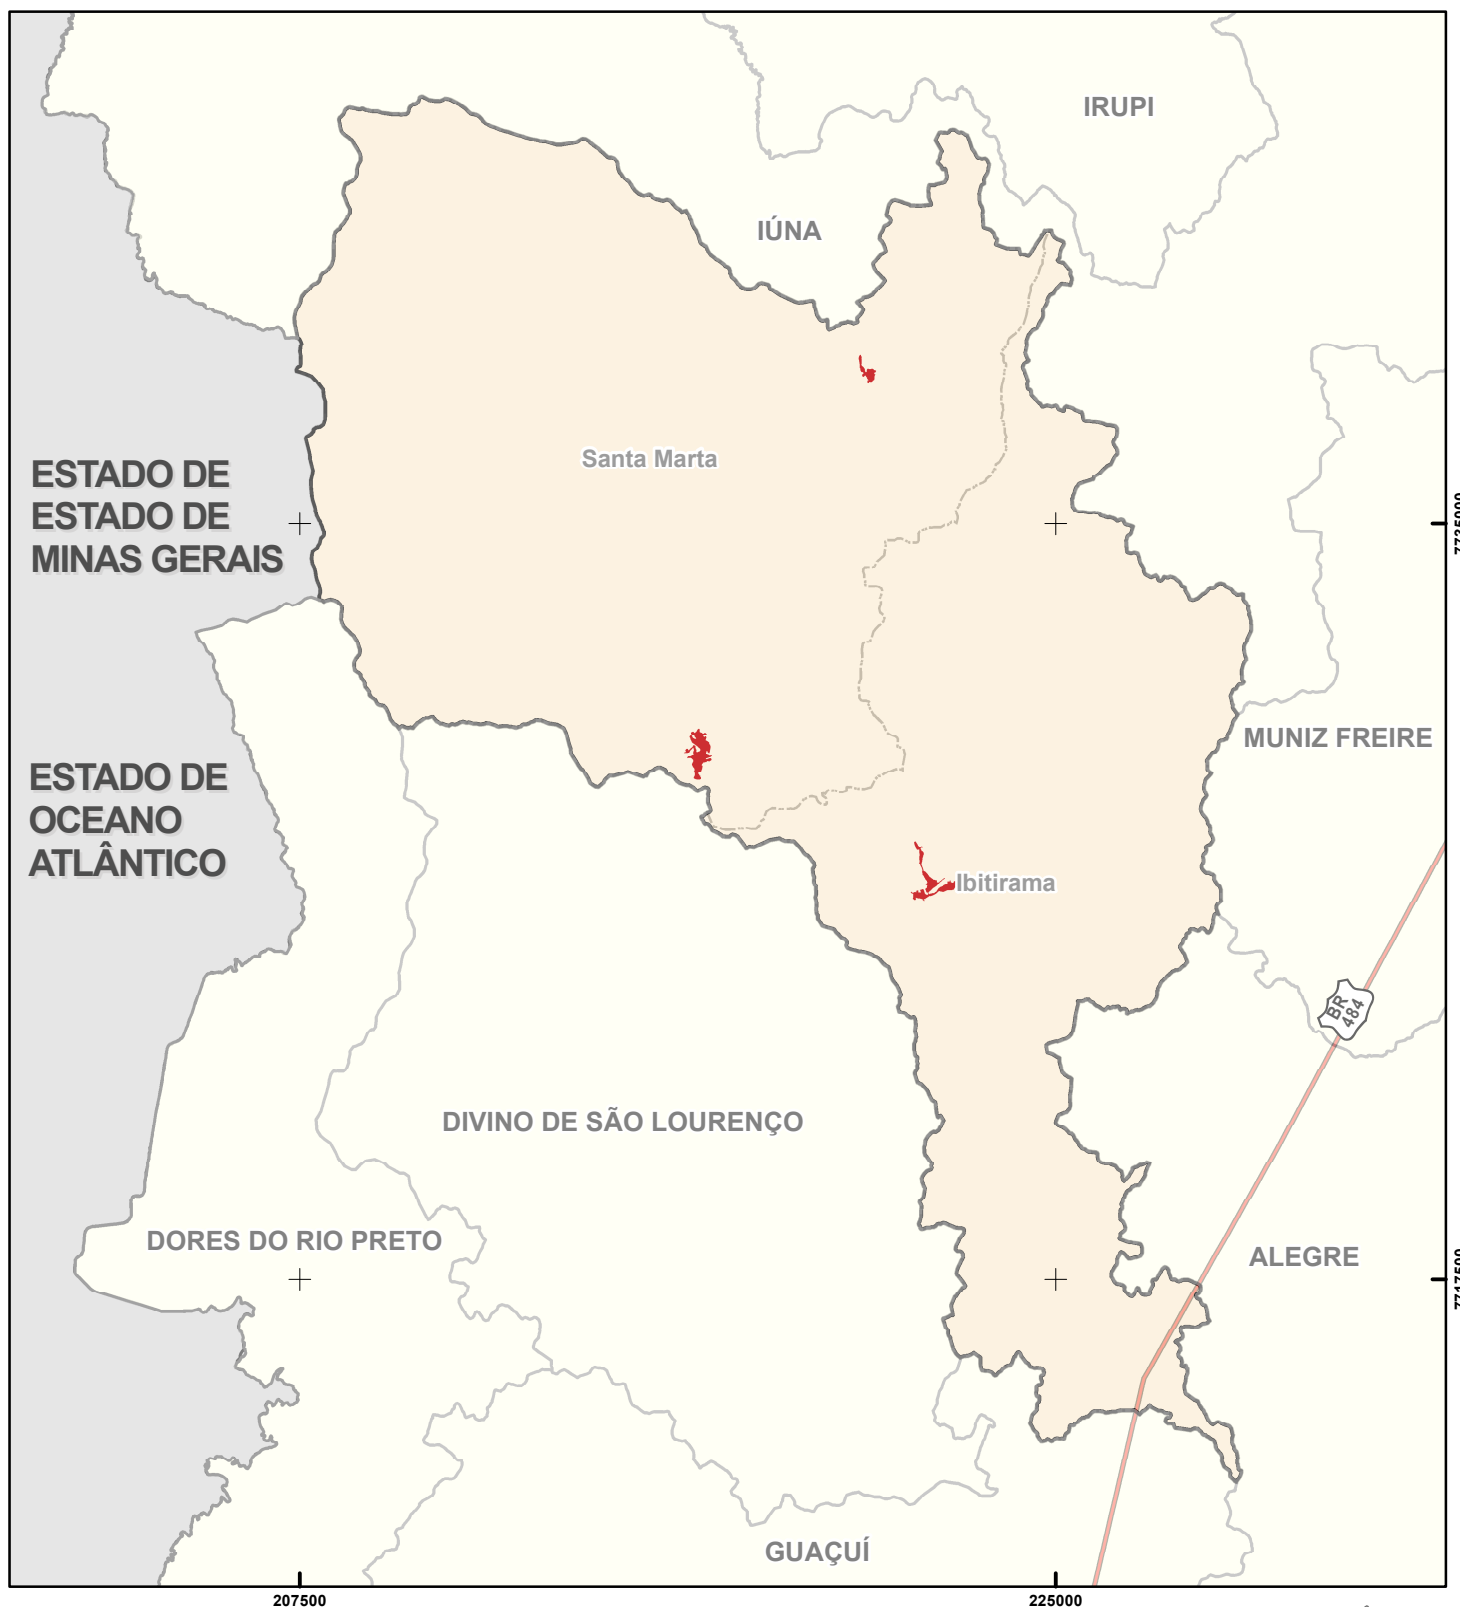 IRUPI
IÚNA
Santa Marta
ESTADO DE
ESTADO DE
MINAS GERAIS
MUNIZ FREIRE
ESTADO DE
OCEANO
ATLÂNTICO
Ibitirama
BR
484
DIVINO DE SÃO LOURENÇO
DORES DO RIO PRETO
ALEGRE
GUAÇUÍ
207500
225000